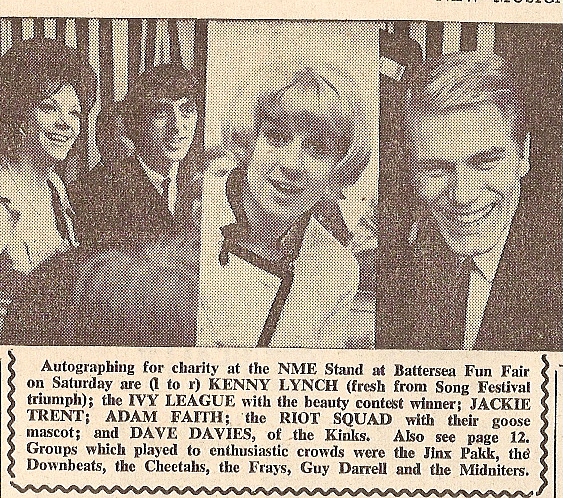 Autographing for charity at the NME Stand at Battersea Fun Fair
on Saturday are (l to r) KENNY LYNCH (fresh from Song Festival
triumph); the IVY LEAGUE with the beauty contest winner; JACKIE
TRENT; ADAM FAITH; the RIOT SQUAD with their goose
mascot; and DAVE DAVIES, of the Kinks. Also see page 12.
Groups which played to enthusiastic crowds were the Jinx Pakk, the
Downbeats, the Cheetahs, the Frays, Guy Darrell and the Midniters.